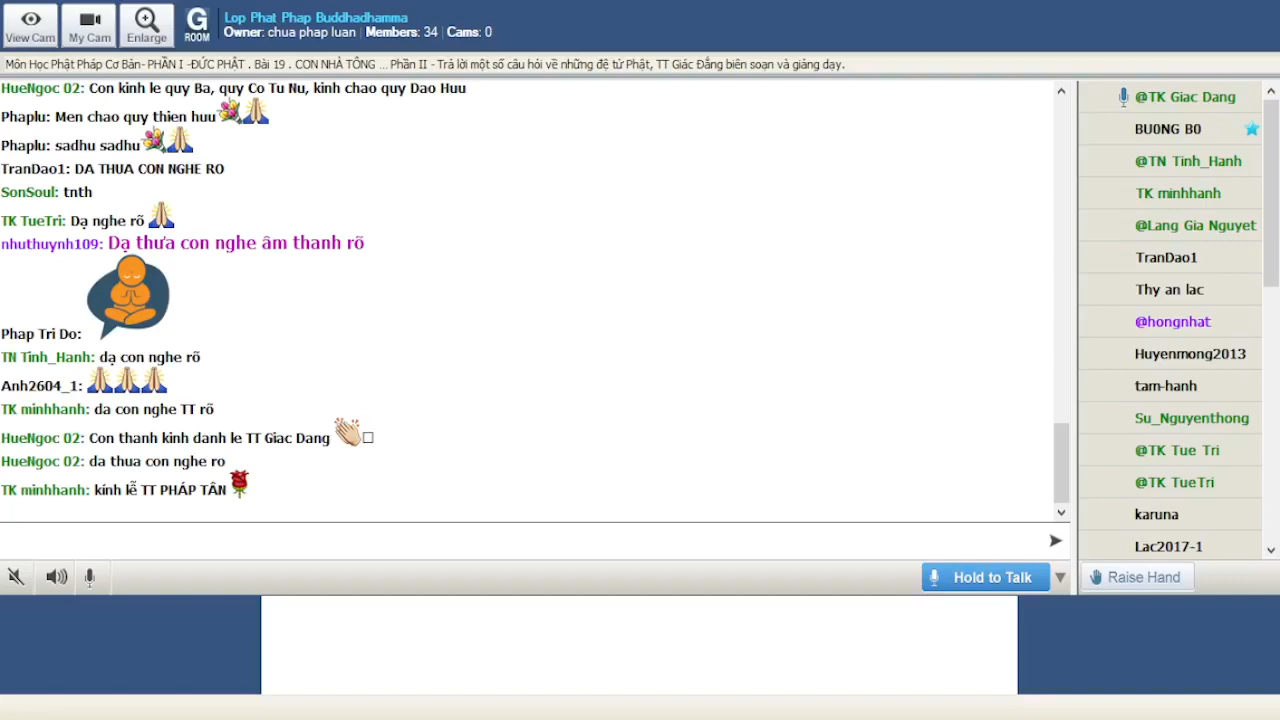 View Cam
My Cam
Enlarge
G
ROOM
Lop Phat Phap Buddhadhamma
Owner: chua phap luan | Members: 34 | Cams: 0
Môn Học Phật Pháp Cơ Bản- PHẦN I -ĐỨC PHẬT . Bài 19 . CON NHÀ TÔNG ... Phần II - Trả lời một số câu hỏi về những đệ tử Phật, TT Giác Đẳng biên soạn và giảng dạy.
HueNgoc 02: Con kinh le quy Ba, quy Co Tu Nu, kinh chao quy Dao Huu
Phaplu: Men chao quy thien huu
Phaplu: sadhu sadhu
TranDao1: DA THUA CON NGHE RO
SonSoul: tnth
TK TueTri: Dạ nghe rõ
nhuthuynh109: Dạ thưa con nghe âm thanh rõ
Phap Tri Do:
TN Tinh_Hanh: dạ con nghe rõ
Anh2604_1:
TK minhhanh: da con nghe TT rõ
HueNgoc 02: Con thanh kinh danh le TT Giac Dang
HueNgoc 02: da thua con nghe ro
TK minhhanh: kính lễ TT PHÁP TÂN
Hold to Talk
@TK Giac Dang
BU0NG B0
@TN Tinh_Hanh
TK minhhanh
@Lang Gia Nguyet
TranDao1
Thy an lac
@hongnhat
Huyenmong2013
tam-hanh
Su_Nguyenthong
@TK Tue Tri
@TK TueTri
karuna
Lac2017-1
Raise Hand